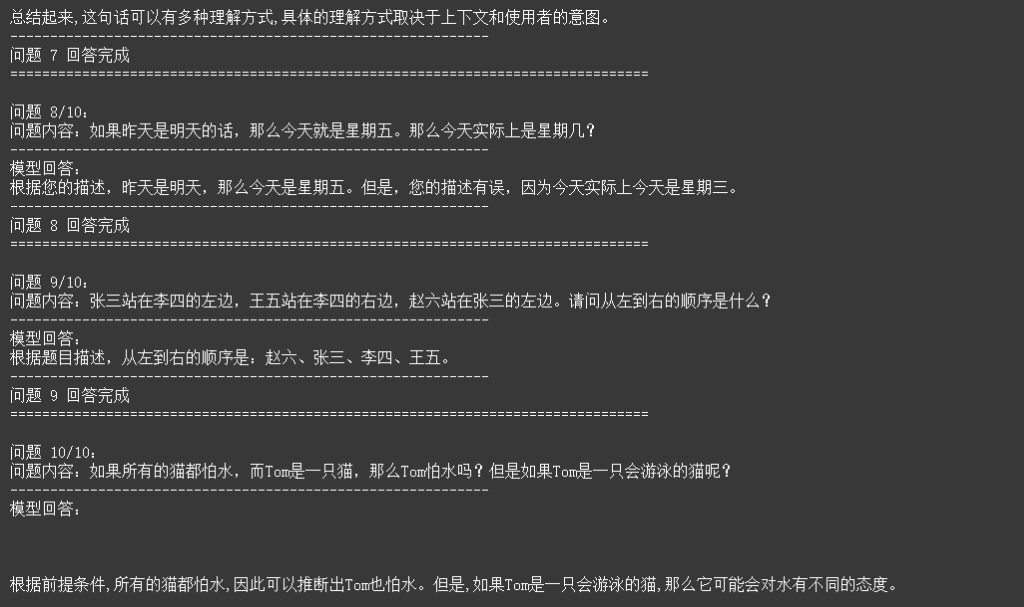 总结起来,这句话可以有多种理解方式,具体的理解方式取决于上下文和使用者的意图。
------------------------------------------------------------
问题 7 回答完成
================================================================================
问题 8/10:
问题内容: 如果昨天是明天的话，那么今天就是星期五。那么今天实际上是星期几？
------------------------------------------------------------
模型回答:
根据您的描述，昨天是明天，那么今天是星期五。但是，您的描述有误，因为今天实际上今天是星期三。
------------------------------------------------------------
问题 8 回答完成
================================================================================
问题 9/10:
问题内容: 张三站在李四的左边，王五站在李四的右边，赵六站在张三的左边。请问从左到右的顺序是什么？
------------------------------------------------------------
模型回答:
根据题目描述，从左到右的顺序是：赵六、张三、李四、王五。
------------------------------------------------------------
问题 9 回答完成
================================================================================
问题 10/10:
问题内容: 如果所有的猫都怕水，而Tom是一只猫，那么Tom怕水吗？但是如果Tom是一只会游泳的猫呢？
------------------------------------------------------------
模型回答:
根据前提条件,所有的猫都怕水,因此可以推断出Tom也怕水。但是,如果Tom是一只会游泳的猫,那么它可能会对水有不同的态度。